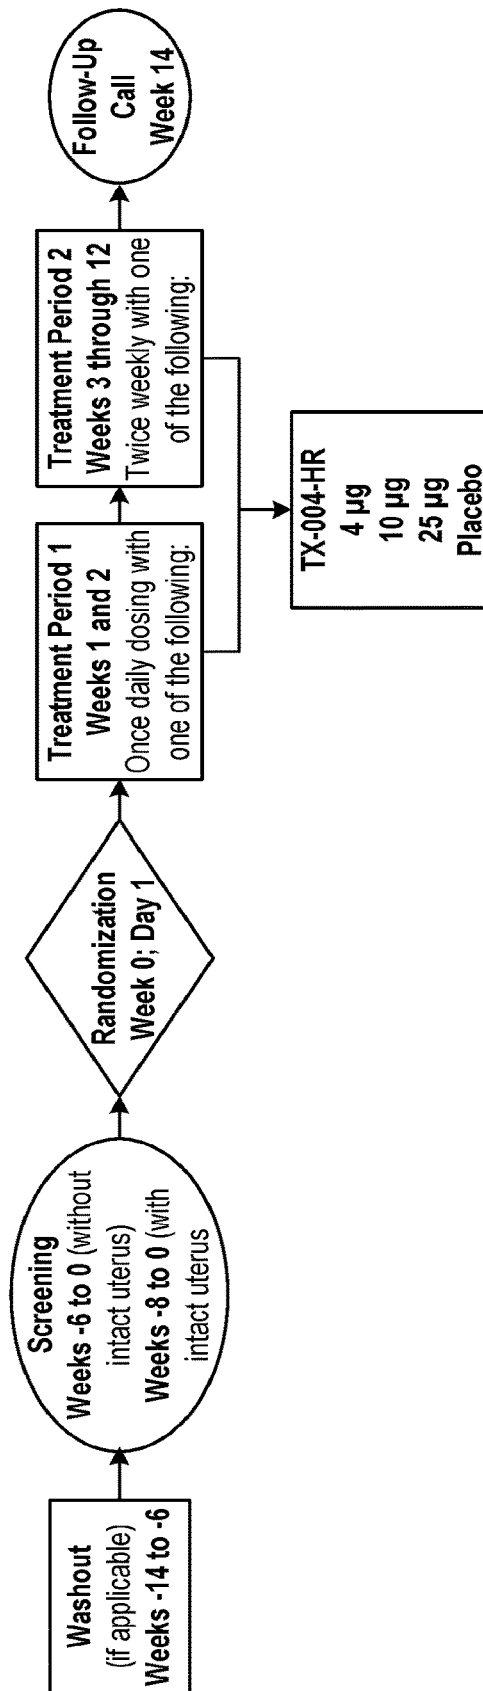 Washout
(if applicable)
Weeks -14 to -6
Screening
Weeks -6 to 0 (without
intact uterus)
Weeks -8 to 0 (with
intact uterus
Randomization
Week 0; Day 1
Treatment Period 1
Weeks 1 and 2
Once daily dosing with
one of the following:
Treatment Period 2
Weeks 3 through 12
Twice weekly with one
of the following:
Follow-Up
Call
Week 14
TX-004-HR
4 µg
10 µg
25 µg
Placebo